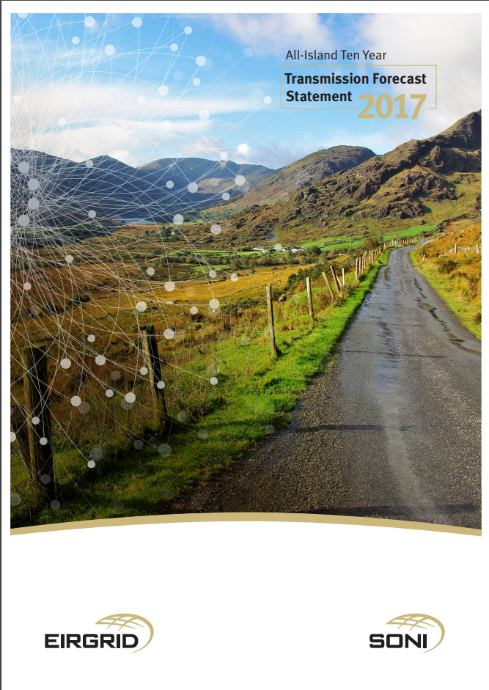 All-Island Ten Year
Transmission Forecast
Statement 2017
EIRGRID
SONI